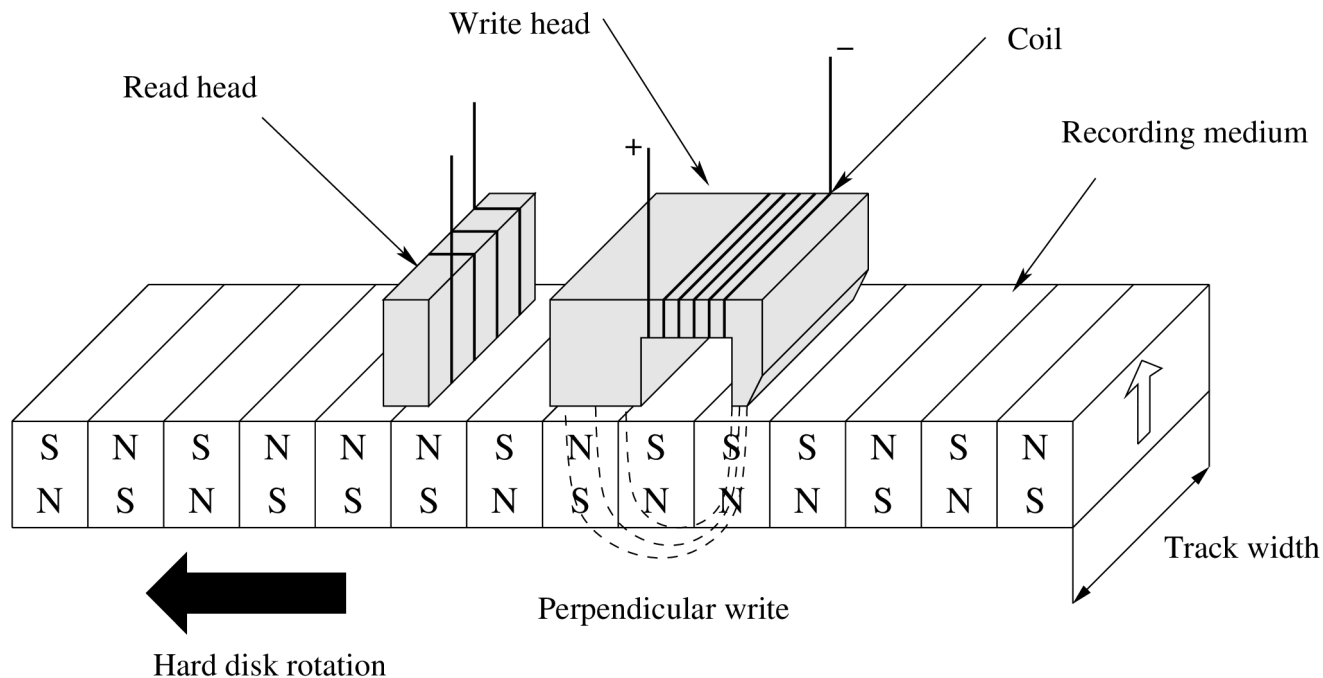 Write head
−
Coil
Read head
+
Recording medium
S N S N N N S N S S S N S N
N S N S S S N S N N N S N S
Track width
Perpendicular write
Hard disk rotation